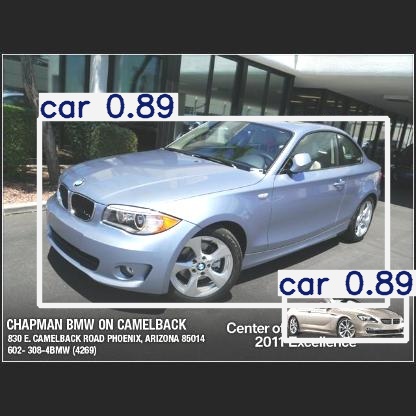 car 0.89
car 0.89
CHAPMAN BMW ON CAMELBACK
830 E. CAMELBACK ROAD PHOENIX, ARIZONA 85014
602- 308-4BMW (4269)
Center of
2011 Excellence